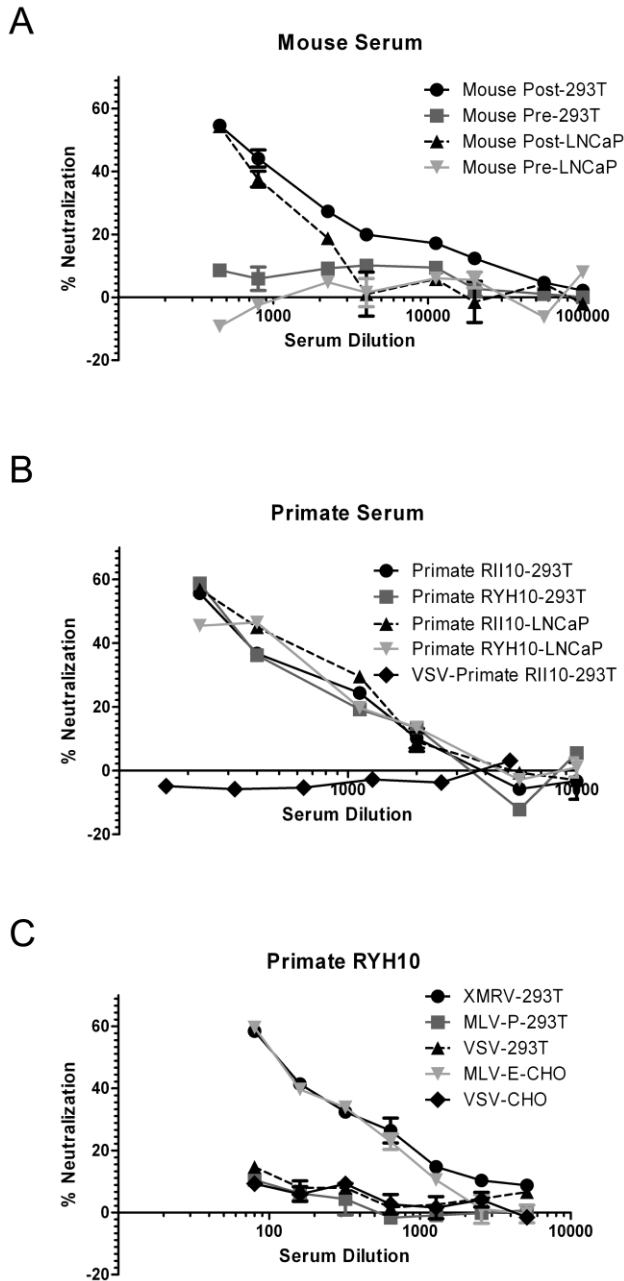 A
Mouse Serum
Mouse Post-293T
Mouse Pre-293T
Mouse Post-LNCaP
Mouse Pre-LNCaP
% Neutralization
60
40
20
0
-20
1000
10000
100000
Serum Dilution
B
Primate Serum
Primate RII10-293T
Primate RYH10-293T
Primate RII10-LNCaP
Primate RYH10-LNCaP
VSV-Primate RII10-293T
% Neutralization
60
40
20
0
-20
1000
10000
Serum Dilution
C
Primate RYH10
XMRV-293T
MLV-P-293T
VSV-293T
MLV-E-CHO
VSV-CHO
% Neutralization
60
40
20
0
-20
100
1000
10000
Serum Dilution